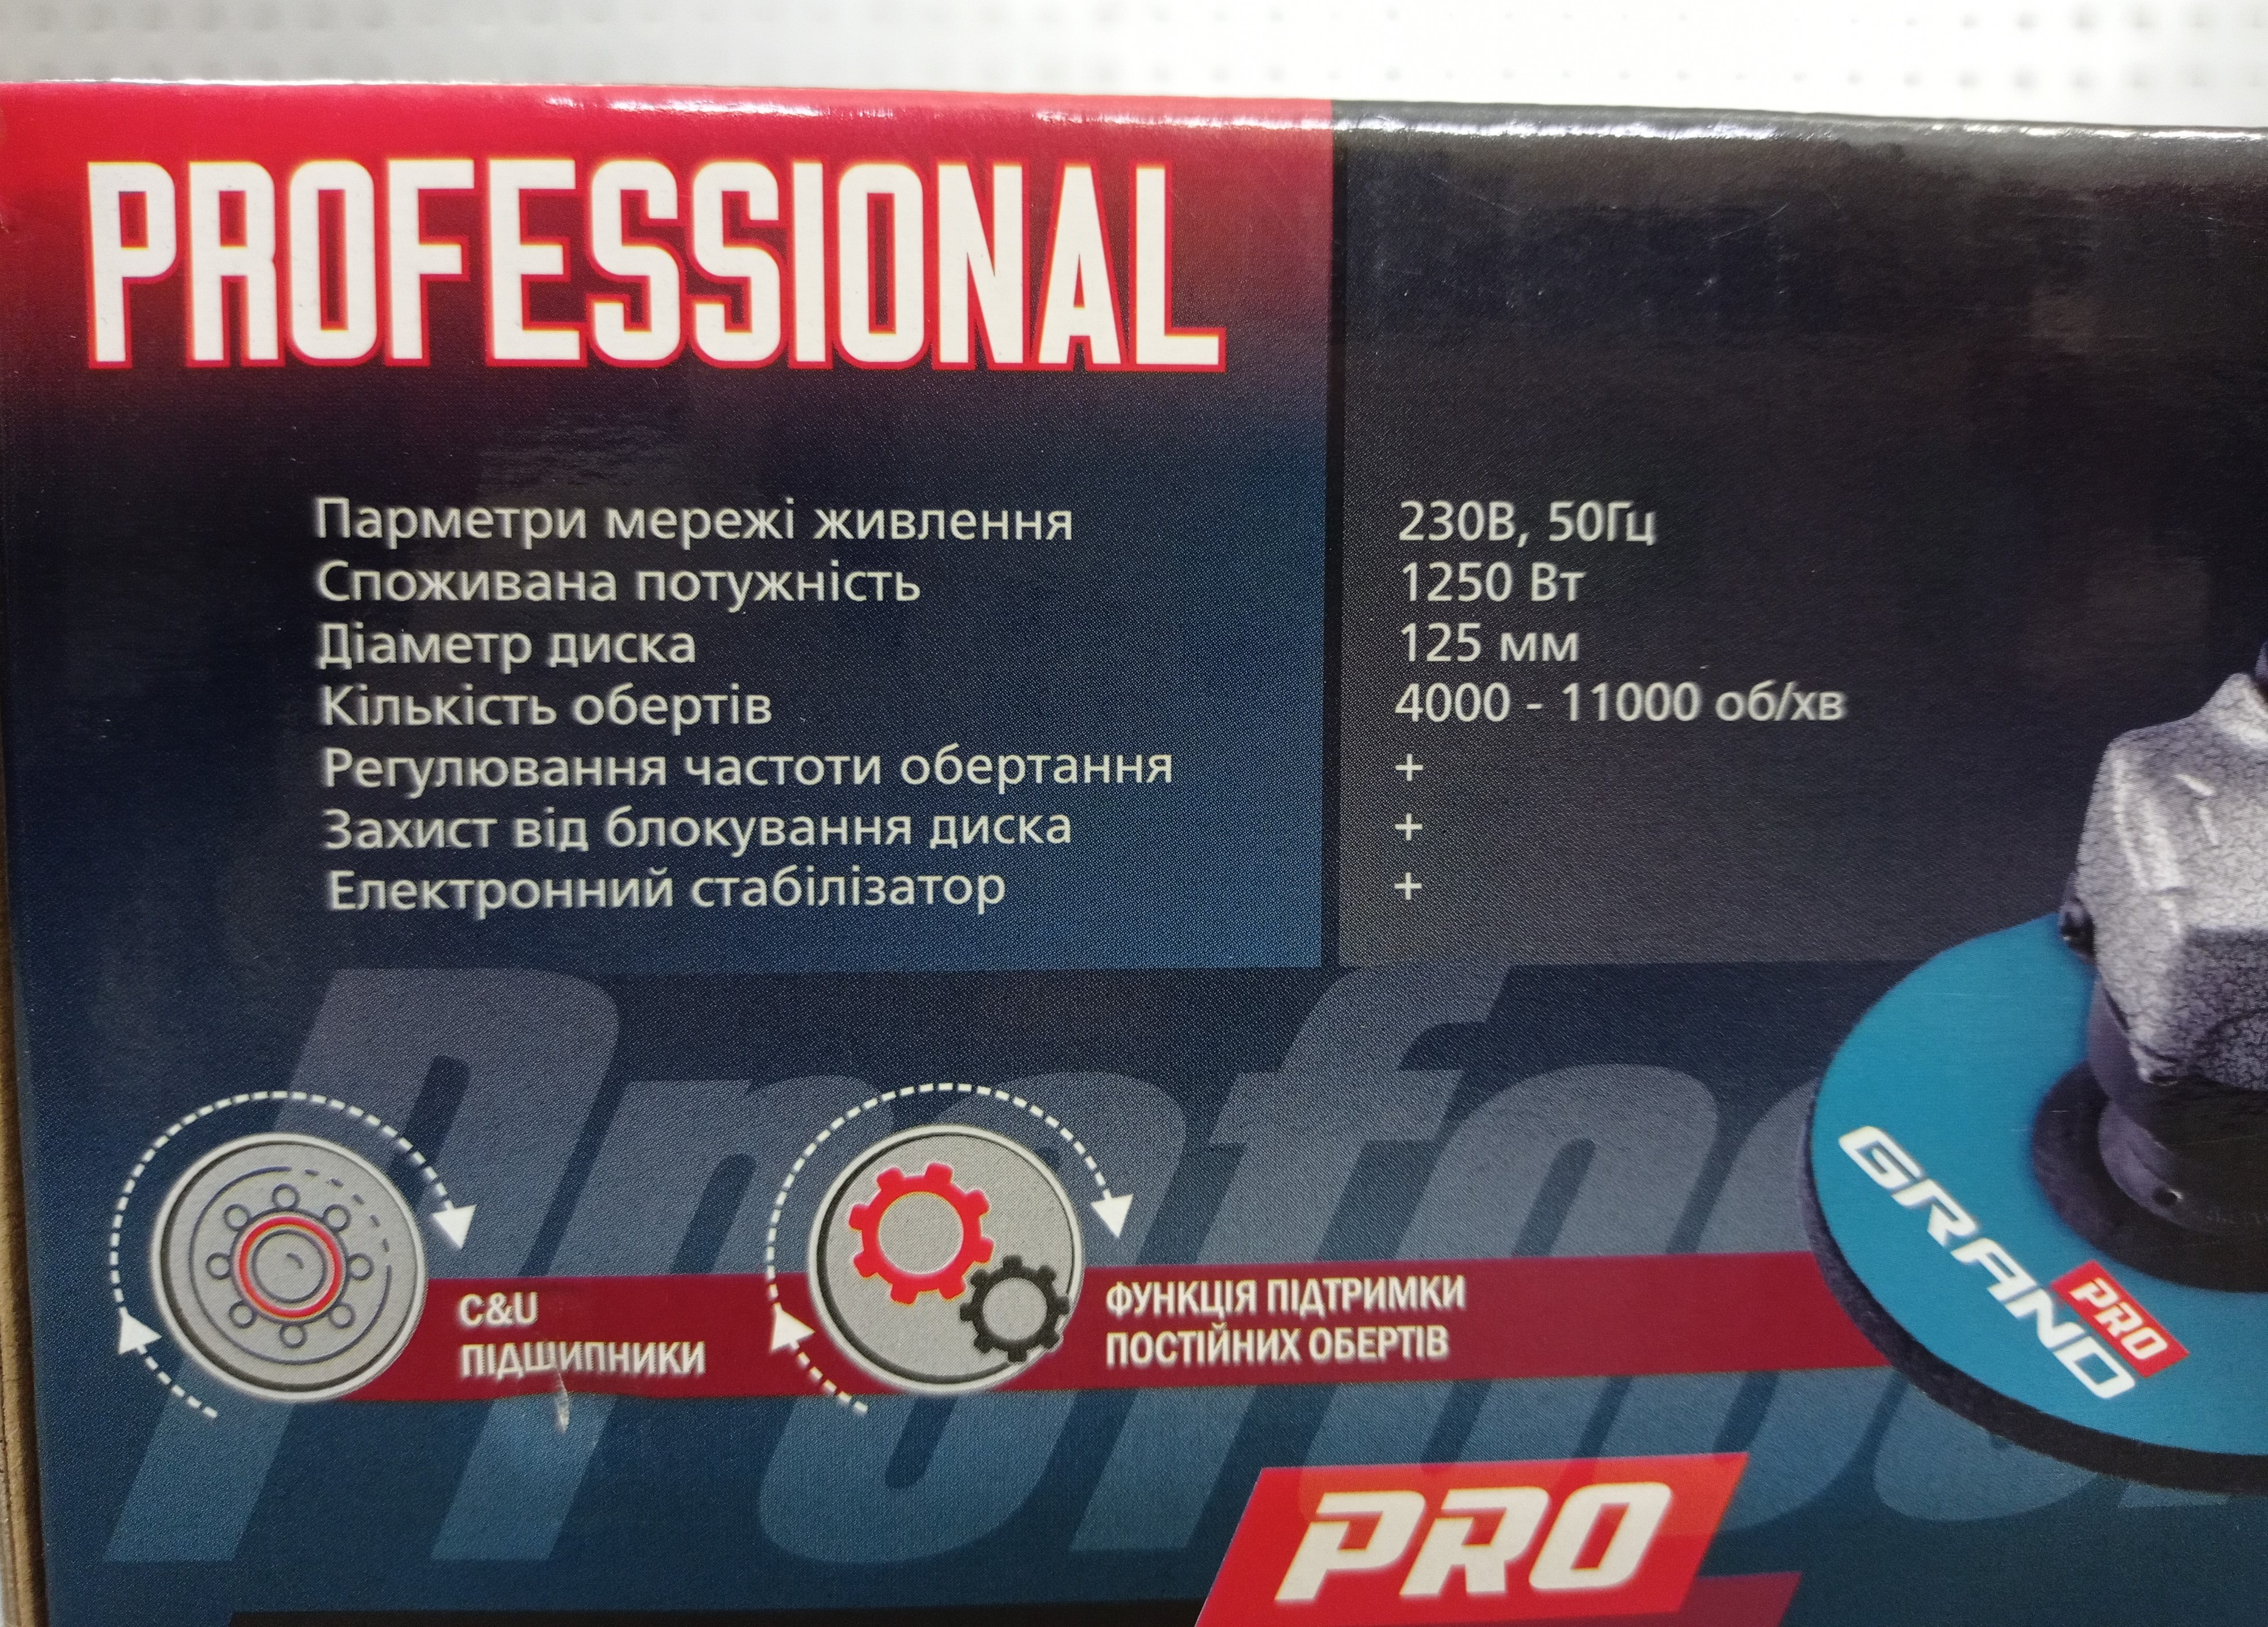 PROFESSIONAL
Парметри мережі живлення 230В, 50Гц
Споживана потужність 1250 Вт
Діаметр диска 125 мм
Кількість обертів 4000 - 11000 об/хв
Регулювання частоти обертання +
Захист від блокування диска +
Електронний стабілізатор +
C&U
ПІДШИПНИКИ
ФУНКЦІЯ ПІДТРИМКИ
ПОСТІЙНИХ ОБЕРТІВ
GRAND
PRO
PRO